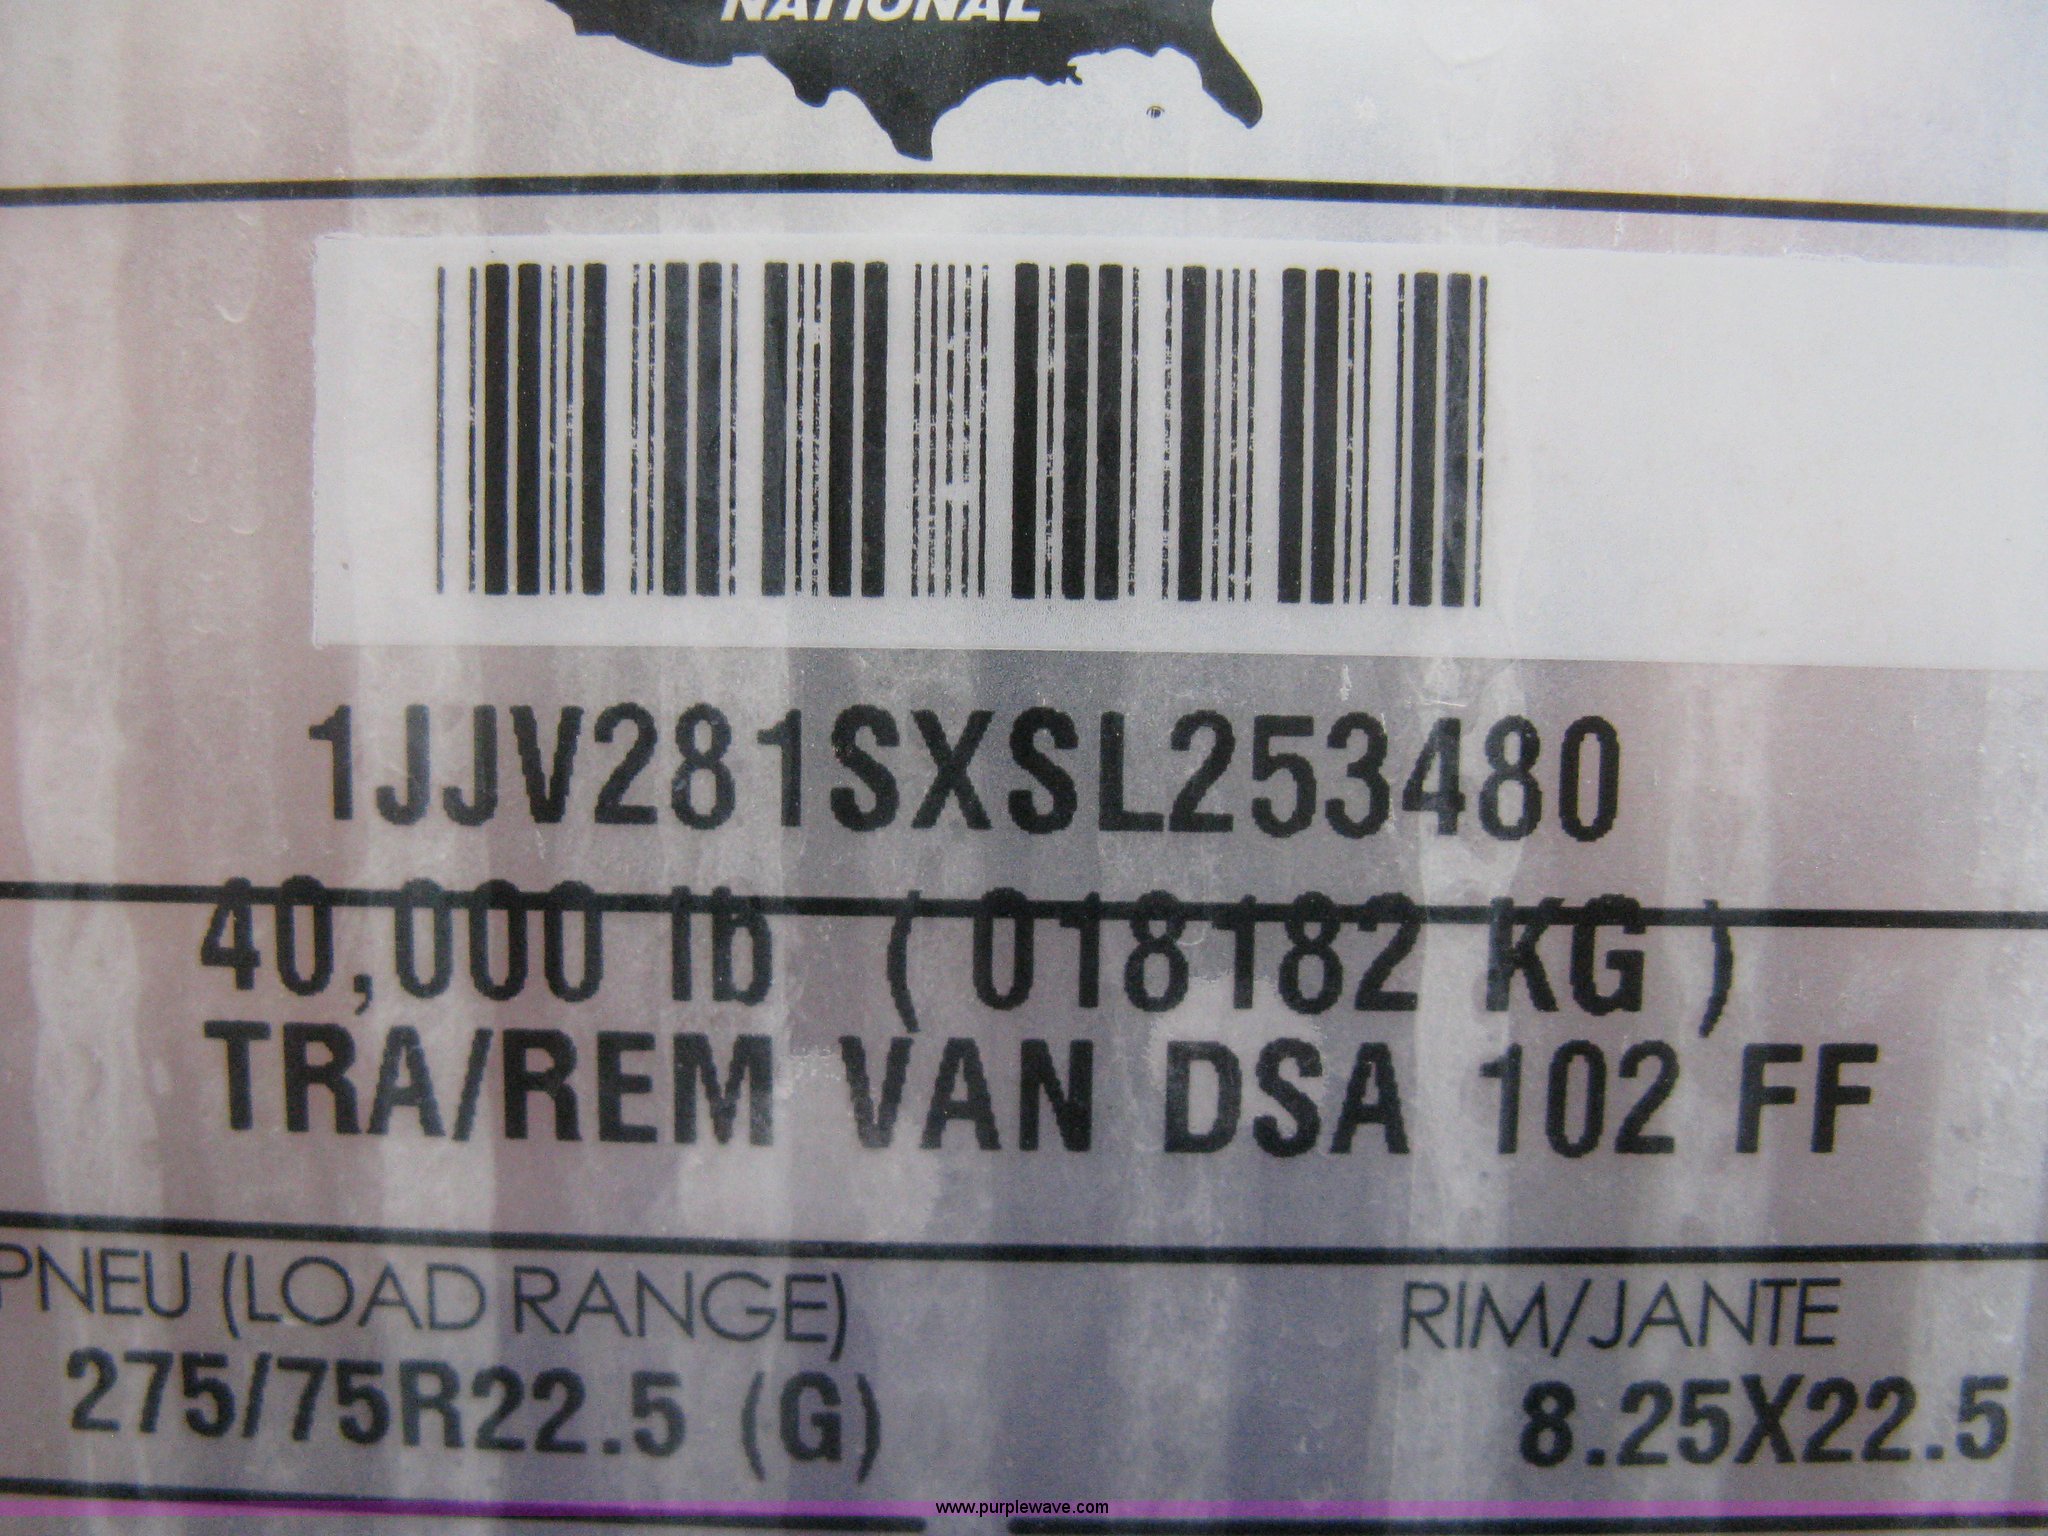 NATIONAL
1JJV281SXSL253480
40,000 lb ( 018182 KG )
TRA/REM VAN DSA 102 FF
PNEU (LOAD RANGE)
RIM/JANTE
275/75R22.5 (G)
8.25X22.5
www.purplewave.com